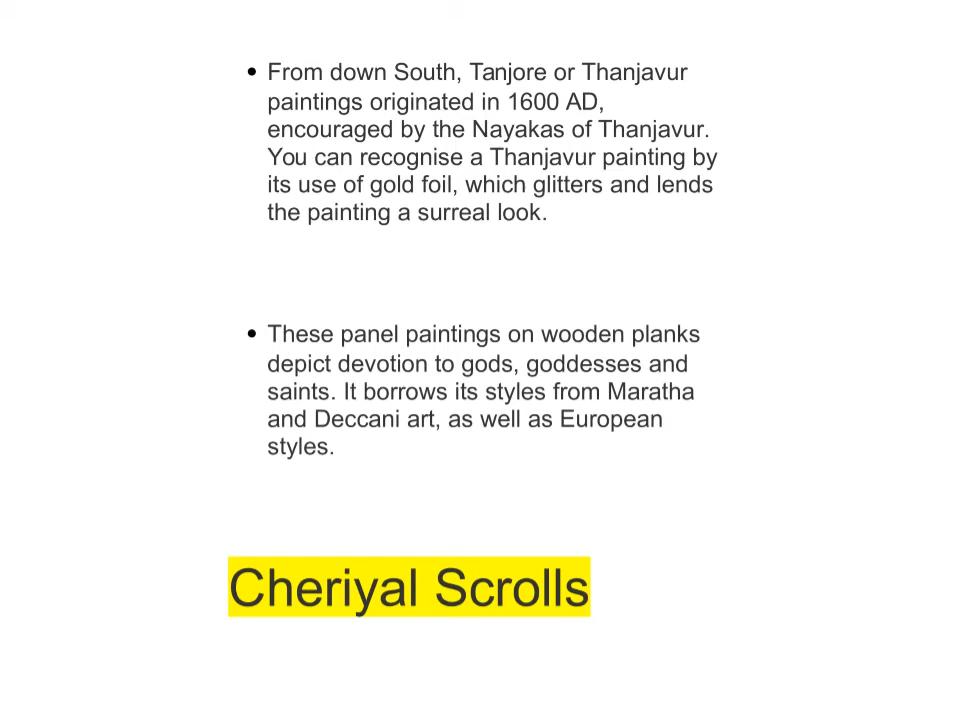 • From down South, Tanjore or Thanjavur
paintings originated in 1600 AD,
encouraged by the Nayakas of Thanjavur.
You can recognise a Thanjavur painting by
its use of gold foil, which glitters and lends
the painting a surreal look.
• These panel paintings on wooden planks
depict devotion to gods, goddesses and
saints. It borrows its styles from Maratha
and Deccani art, as well as European
styles.
Cheriyal Scrolls